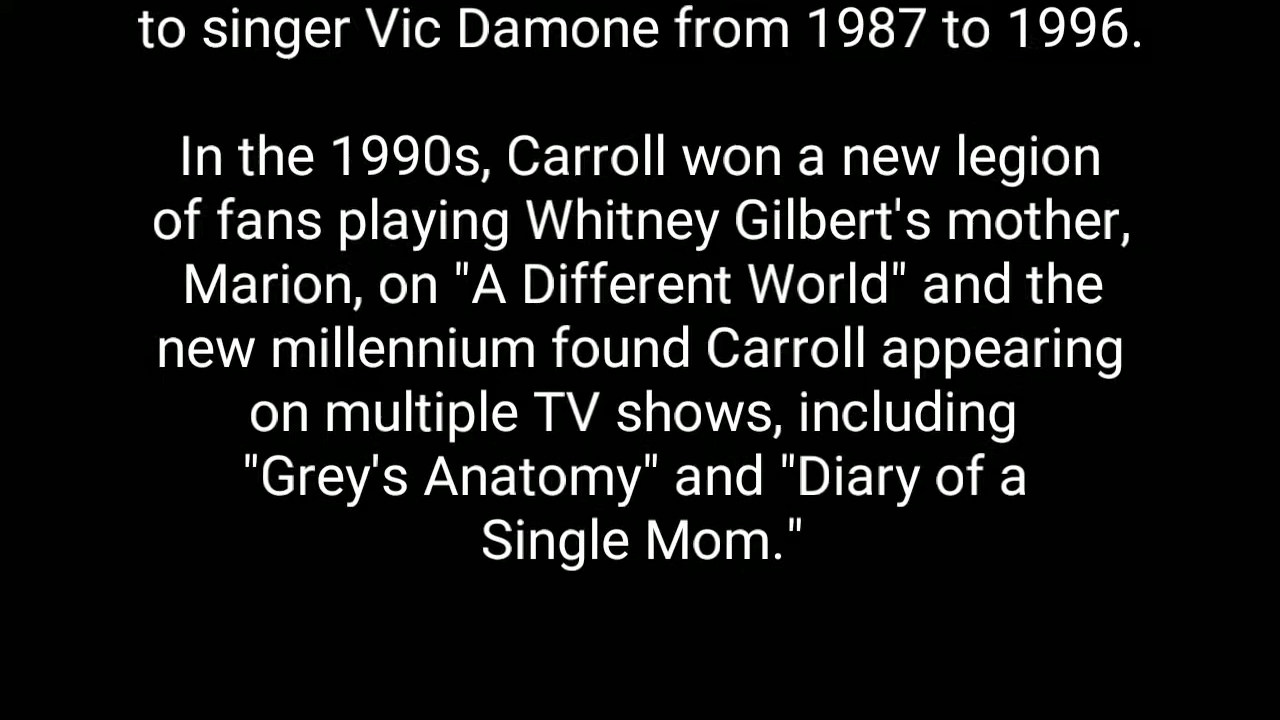 to singer Vic Damone from 1987 to 1996.
In the 1990s, Carroll won a new legion
of fans playing Whitney Gilbert's mother,
Marion, on "A Different World" and the
new millennium found Carroll appearing
on multiple TV shows, including
"Grey's Anatomy" and "Diary of a
Single Mom."